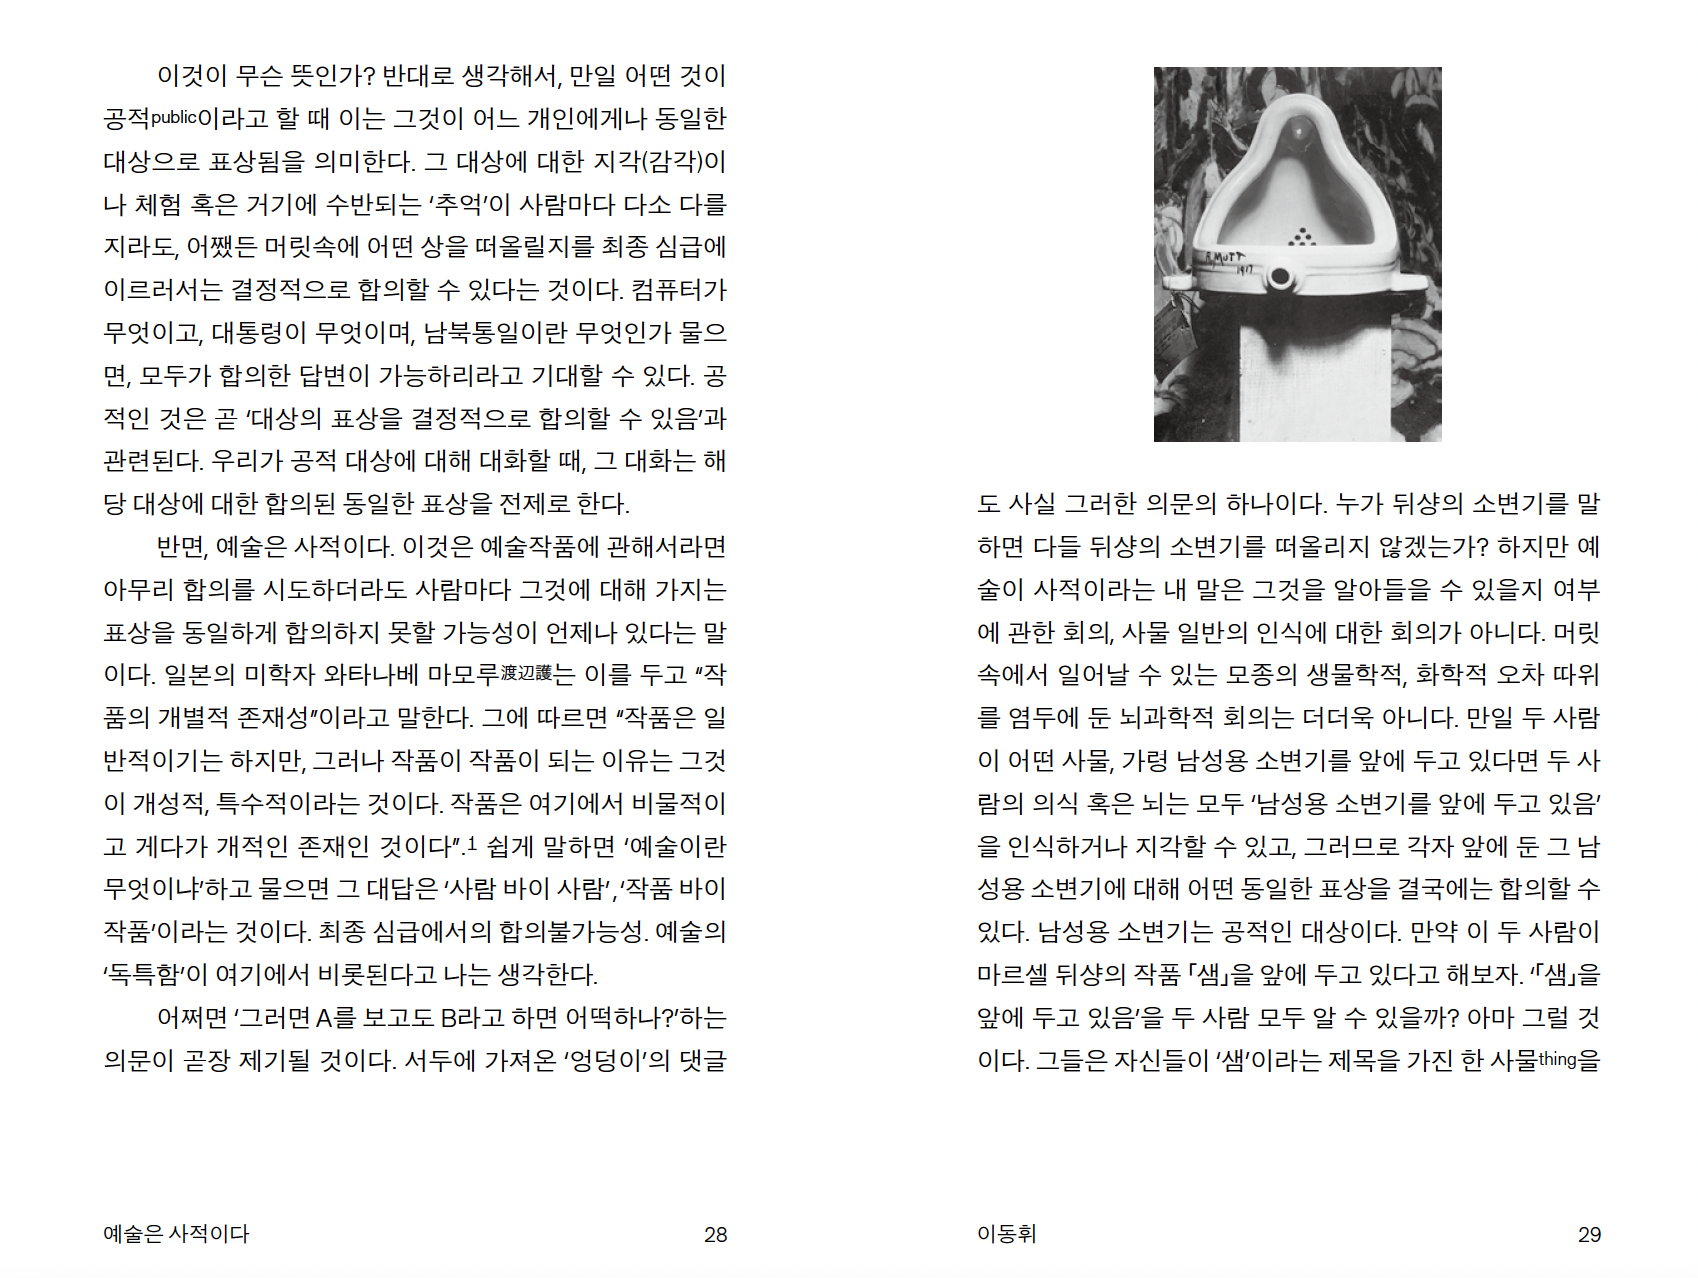 이것이 무슨 뜻인가? 반대로 생각해서, 만일 어떤 것이
공적public이라고 할 때 이는 그것이 어느 개인에게나 동일한
대상으로 표상됨을 의미한다. 그 대상에 대한 지각(감각)이
나 체험 혹은 거기에 수반되는 ‘추억’이 사람마다 다소 다를
지라도, 어쨌든 머릿속에 어떤 상을 떠올릴지를 최종 심급에
이르러서는 결정적으로 합의할 수 있다는 것이다. 컴퓨터가
무엇이고, 대통령이 무엇이며, 남북통일이란 무엇인가 물으
면, 모두가 합의한 답변이 가능하리라고 기대할 수 있다. 공
적인 것은 곧 ‘대상의 표상을 결정적으로 합의할 수 있음’과
관련된다. 우리가 공적 대상에 대해 대화할 때, 그 대화는 해
당 대상에 대한 합의된 동일한 표상을 전제로 한다.
반면, 예술은 사적이다. 이것은 예술작품에 관해서라면
아무리 합의를 시도하더라도 사람마다 그것에 대해 가지는
표상을 동일하게 합의하지 못할 가능성이 언제나 있다는 말
이다. 일본의 미학자 와타나베 마모루渡辺護는 이를 두고 “작
품의 개별적 존재성”이라고 말한다. 그에 따르면 “작품은 일
반적이기는 하지만, 그러나 작품이 작품이 되는 이유는 그것
이 개성적, 특수적이라는 것이다. 작품은 여기에서 비물적이
고 게다가 개적인 존재인 것이다”.1 쉽게 말하면 ‘예술이란
무엇이냐’하고 물으면 그 대답은 ‘사람 바이 사람’, ‘작품 바이
작품’이라는 것이다. 최종 심급에서의 합의불가능성. 예술의
‘독특함’이 여기에서 비롯된다고 나는 생각한다.
어쩌면 ‘그러면 A를 보고도 B라고 하면 어떡하나?’하는
의문이 곧장 제기될 것이다. 서두에 가져온 ‘엉덩이’의 댓글
예술은 사적이다
28
R.MUTT
1917
도 사실 그러한 의문의 하나이다. 누가 뒤샹의 소변기를 말
하면 다들 뒤샹의 소변기를 떠올리지 않겠는가? 하지만 예
술이 사적이라는 내 말은 그것을 알아들을 수 있을지 여부
에 관한 회의, 사물 일반의 인식에 대한 회의가 아니다. 머릿
속에서 일어날 수 있는 모종의 생물학적, 화학적 오차 따위
를 염두에 둔 뇌과학적 회의는 더더욱 아니다. 만일 두 사람
이 어떤 사물, 가령 남성용 소변기를 앞에 두고 있다면 두 사
람의 의식 혹은 뇌는 모두 ‘남성용 소변기를 앞에 두고 있음’
을 인식하거나 지각할 수 있고, 그러므로 각자 앞에 둔 그 남
성용 소변기에 대해 어떤 동일한 표상을 결국에는 합의할 수
있다. 남성용 소변기는 공적인 대상이다. 만약 이 두 사람이
마르셀 뒤샹의 작품 「샘」을 앞에 두고 있다고 해보자. ‘「샘」을
앞에 두고 있음’을 두 사람 모두 알 수 있을까? 아마 그럴 것
이다. 그들은 자신들이 ‘샘’이라는 제목을 가진 한 사물thing을
이동휘
29